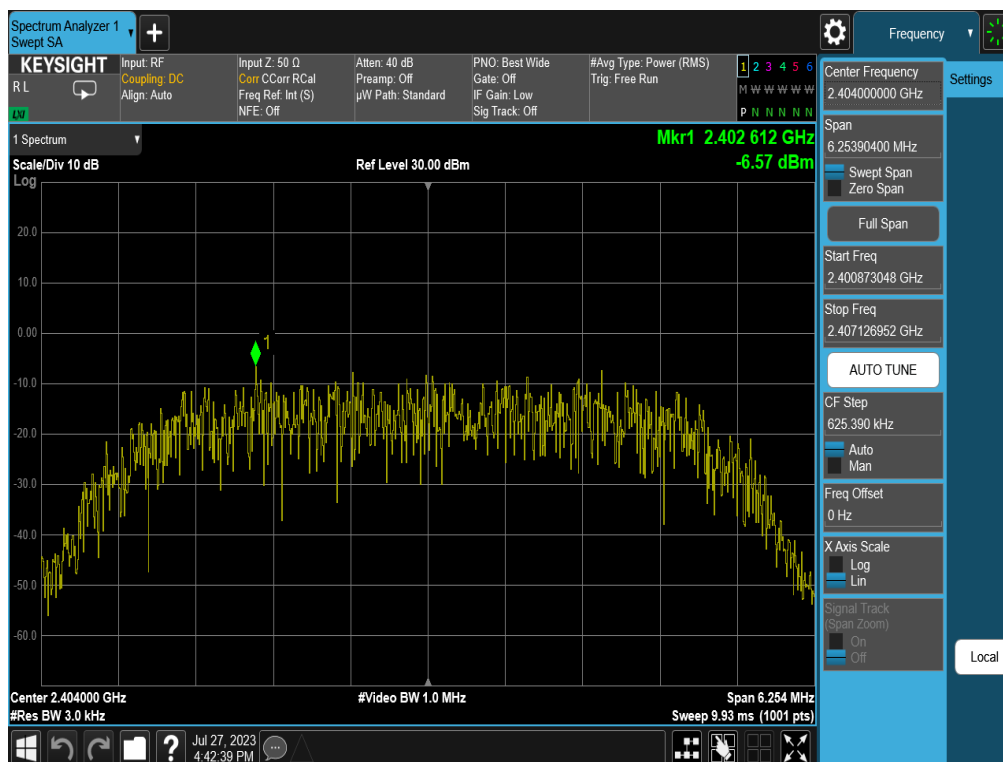 Spectrum Analyzer 1
Swept SA
+
Frequency
KEYSIGHT
R L
LXI
Input: RF
Coupling: DC
Align: Auto
Input Z: 50 Ω
Corr CCorr RCal
Freq Ref: Int (S)
NFE: Off
Atten: 40 dB
Preamp: Off
µW Path: Standard
PNO: Best Wide
Gate: Off
IF Gain: Low
Sig Track: Off
#Avg Type: Power (RMS)
Trig: Free Run
1 2 3 4 5 6
M W W W W W
P N N N N N
1 Spectrum
Scale/Div 10 dB
Log
Ref Level 30.00 dBm
Mkr1 2.402 612 GHz
-6.57 dBm
20.0
10.0
0.00
-10.0
-20.0
-30.0
-40.0
-50.0
-60.0
1
Center 2.404000 GHz
#Res BW 3.0 kHz
#Video BW 1.0 MHz
Span 6.254 MHz
Sweep 9.93 ms (1001 pts)
Jul 27, 2023
4:42:39 PM
?
Center Frequency
2.404000000 GHz
Settings
Span
6.25390400 MHz
Swept Span
Zero Span
Full Span
Start Freq
2.400873048 GHz
Stop Freq
2.407126952 GHz
AUTO TUNE
CF Step
625.390 kHz
Auto
Man
Freq Offset
0 Hz
X Axis Scale
Log
Lin
Signal Track
(Span Zoom)
On
Off
Local